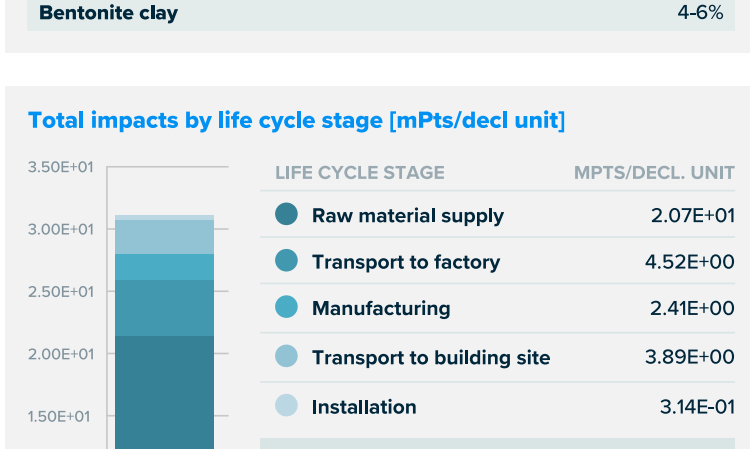 Bentonite clay 4-6%
Total impacts by life cycle stage [mPts/decl unit]
LIFE CYCLE STAGE MPTS/DECL. UNIT
Raw material supply 2.07E+01
Transport to factory 4.52E+00
Manufacturing 2.41E+00
Transport to building site 3.89E+00
Installation 3.14E-01
3.50E+01
3.00E+01
2.50E+01
2.00E+01
1.50E+01